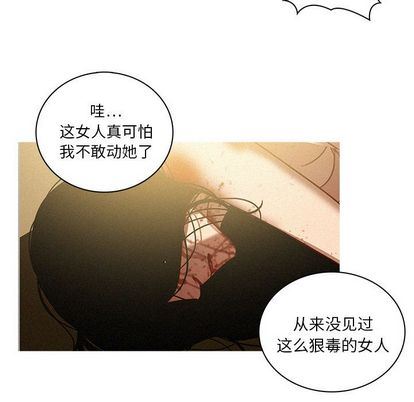 哇...
这女人真可怕
我不敢动她了
从来没见过
这么狠毒的女人